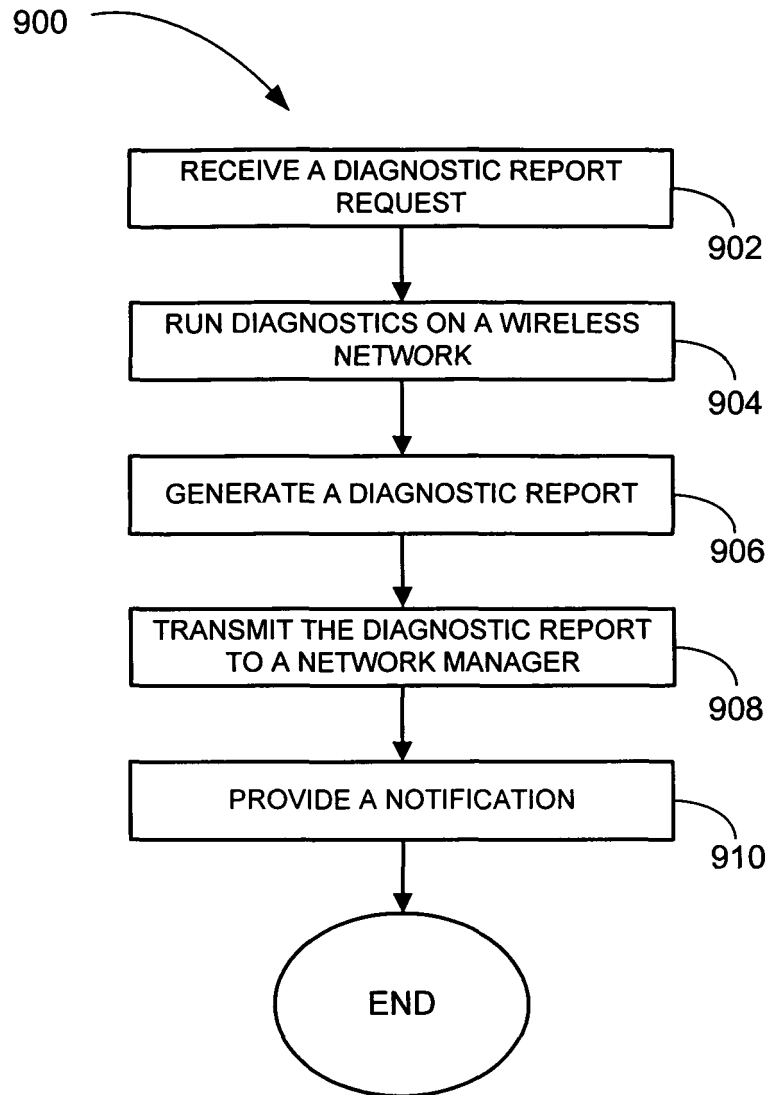 900
RECEIVE A DIAGNOSTIC REPORT
REQUEST
902
RUN DIAGNOSTICS ON A WIRELESS
NETWORK
904
GENERATE A DIAGNOSTIC REPORT
906
TRANSMIT THE DIAGNOSTIC REPORT
TO A NETWORK MANAGER
908
PROVIDE A NOTIFICATION
910
END